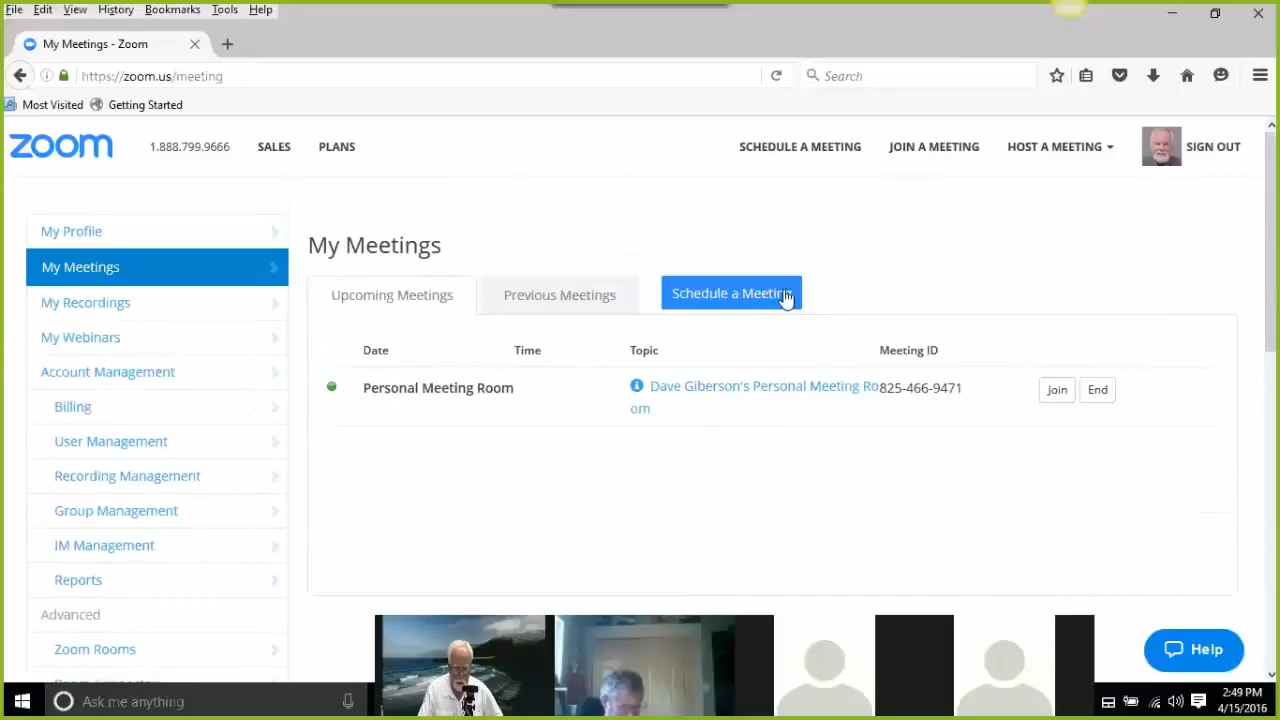 File Edit View History Bookmarks Tools Help
My Meetings - Zoom
https://zoom.us/meeting
Search
Most Visited Getting Started
zoom 1.888.799.9666 SALES PLANS SCHEDULE A MEETING JOIN A MEETING HOST A MEETING SIGN OUT
My Profile
My Meetings
My Recordings
My Webinars
Account Management
Billing
User Management
Recording Management
Group Management
IM Management
Reports
Advanced
Zoom Rooms
My Meetings
Upcoming Meetings Previous Meetings Schedule a Meeting
Date Time Topic Meeting ID
Personal Meeting Room Dave Giberson's Personal Meeting Ro 825-466-9471 Join End
om
Help
Ask me anything
2:49 PM
4/15/2016